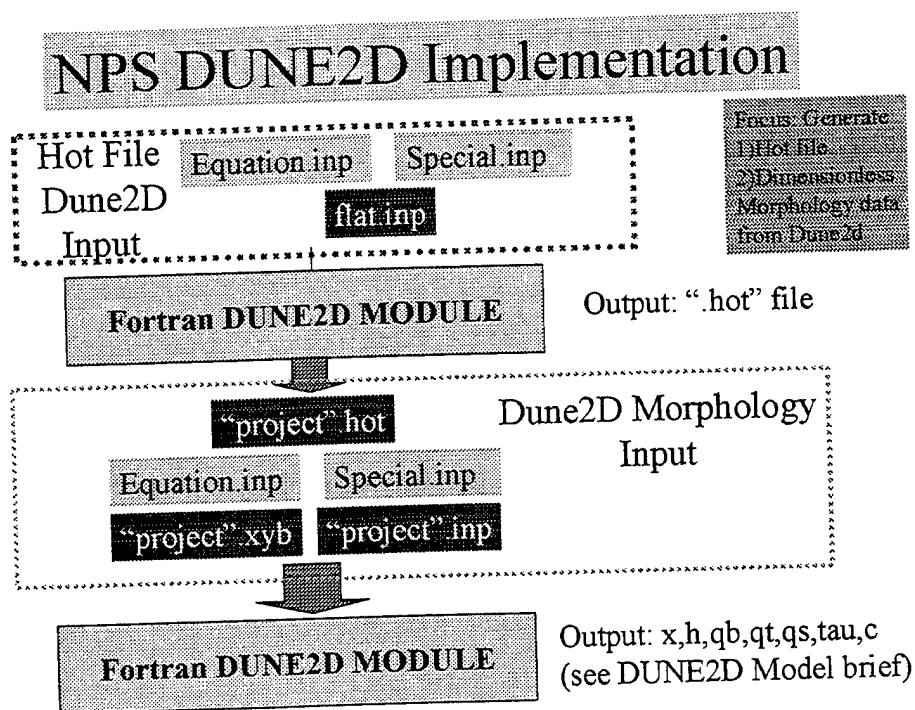 NPS DUNE2D Implementation
Hot File
Dune2D
Input
Equation.inp
Special.inp
flat.inp
Focus: Generate
1)Hot file
2)Dimensionless
Morphology data
from Dune2d
Fortran DUNE2D MODULE
Output: “.hot” file
“project”.hot
Dune2D Morphology
Input
Equation.inp
Special.inp
“project”.xyb
“project”.inp
Fortran DUNE2D MODULE
Output: x,h,qb,qt,qs,tau,c
(see DUNE2D Model brief)